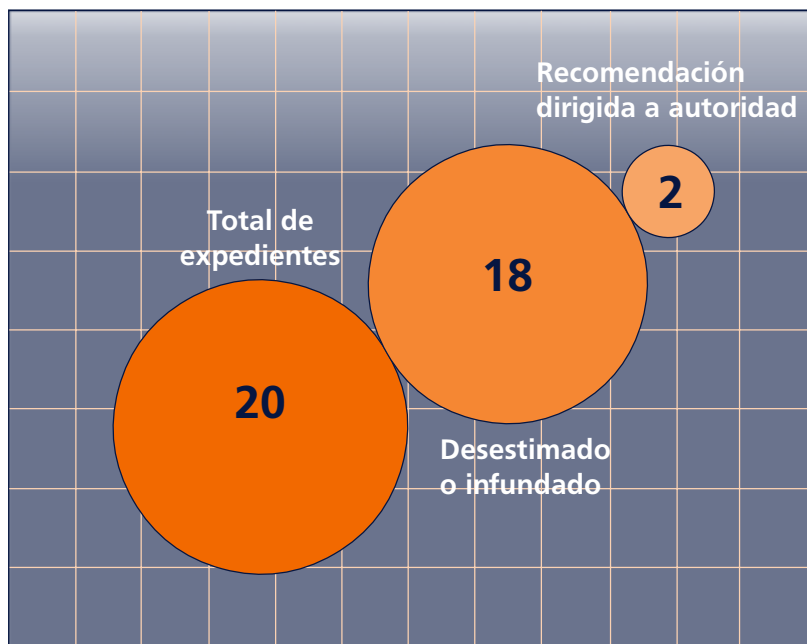 Recomendación
dirigida a autoridad
2
Total de
expedientes
18
20
Desestimado
o infundado